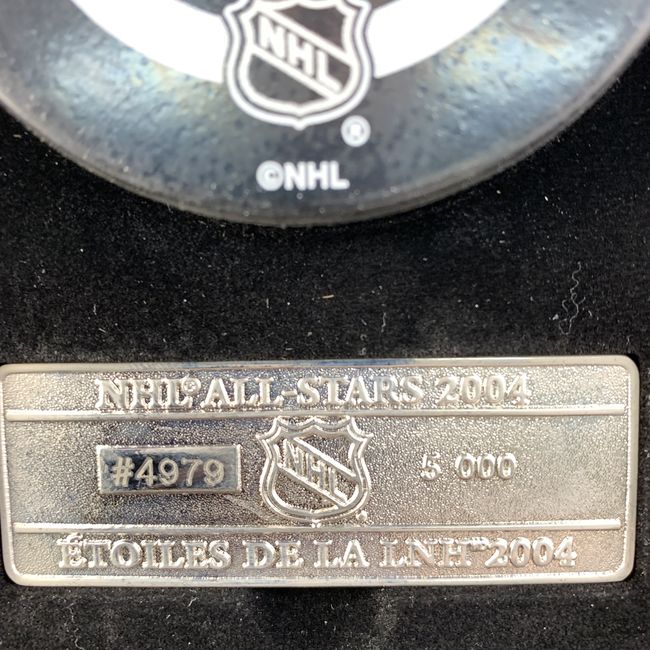 NHL
®
©NHL
NHL® ALL-STARS 2004
#4979
NHL
®
5 000
ÉTOILES DE LA LNH™ 2004